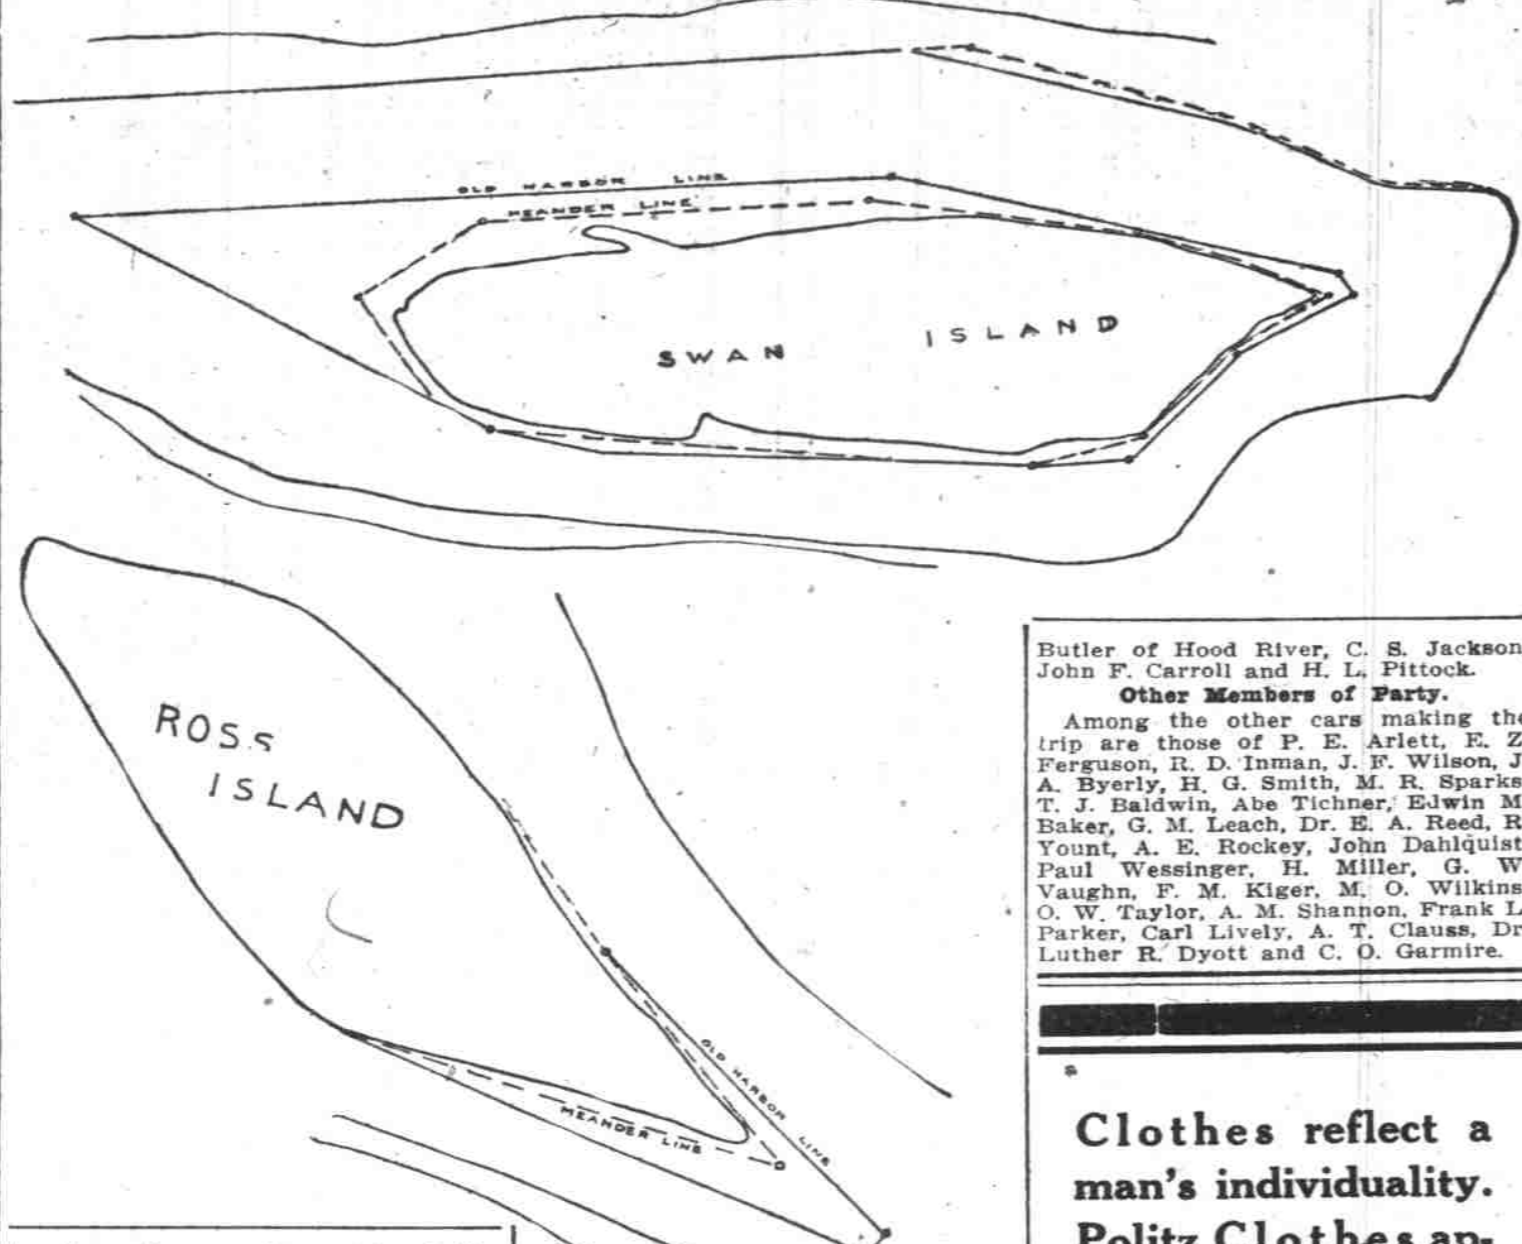 OLD HARBOR LINE
MEANDER LINE
SWAN ISLAND
ROSS
ISLAND
OLD HARBOR LINE
MEANDER LINE
Butler of Hood River, C. S. Jackson
John F. Carroll and H. L. Pittock.
Other Members of Party.
Among the other cars making the
trip are those of P. E. Arlett, E. Z
Ferguson, R. D. Inman, J. F. Wilson, J
A. Byerly, H. G. Smith, M. R. Sparks
T. J. Baldwin, Abe Tichner, Edwin M
Baker, G. M. Leach, Dr. E. A. Reed, R
Yount, A. E. Rockey, John Dahlquist
Paul Wessinger, H. Miller, G. W
Vaughn, F. M. Kiger, M. O. Wilkins
O. W. Taylor, A. M. Shannon, Frank L
Parker, Carl Lively, A. T. Clauss, Dr
Luther R. Dyott and C. O. Garmire.
Clothes reflect a
man's individuality.
Politz Clothes ap-